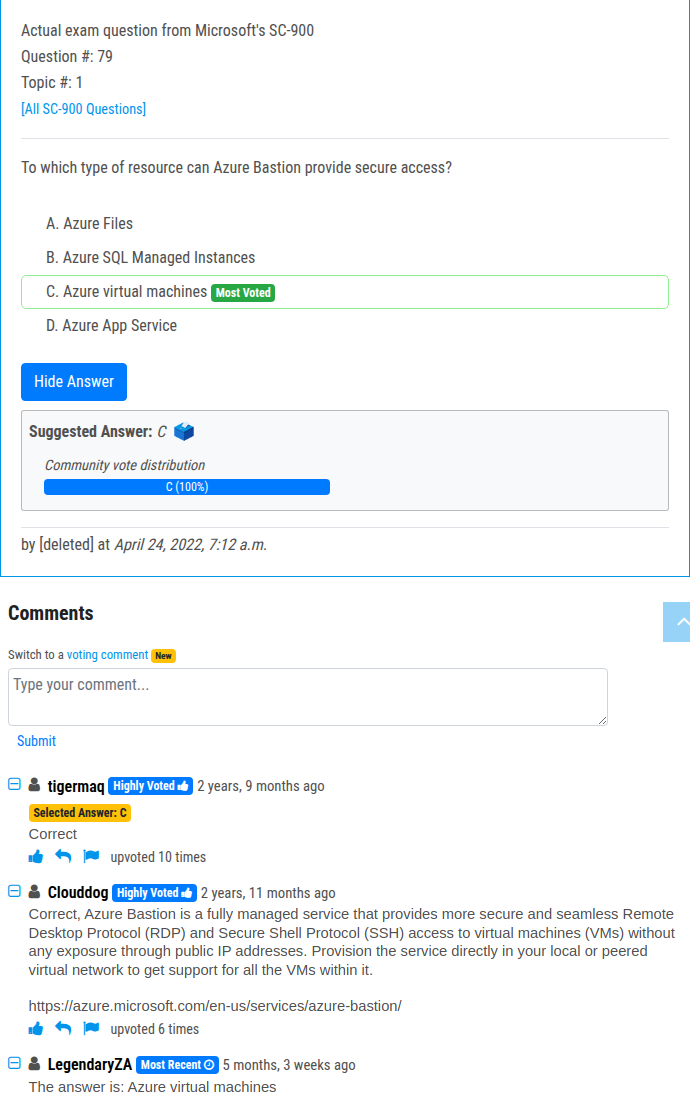 Actual exam question from Microsoft's SC-900
Question #: 79
Topic #: 1
[All SC-900 Questions]
To which type of resource can Azure Bastion provide secure access?
A. Azure Files
B. Azure SQL Managed Instances
C. Azure virtual machines Most Voted
D. Azure App Service
Hide Answer
Suggested Answer: C
Community vote distribution
C (100%)
by [deleted] at April 24, 2022, 7:12 a.m.
Comments
Switch to a voting comment New
Type your comment...
Submit
tigermaq Highly Voted 2 years, 9 months ago
Selected Answer: C
Correct
upvoted 10 times
Clouddog Highly Voted 2 years, 11 months ago
Correct, Azure Bastion is a fully managed service that provides more secure and seamless Remote
Desktop Protocol (RDP) and Secure Shell Protocol (SSH) access to virtual machines (VMs) without
any exposure through public IP addresses. Provision the service directly in your local or peered
virtual network to get support for all the VMs within it.
https://azure.microsoft.com/en-us/services/azure-bastion/
upvoted 6 times
LegendaryZA Most Recent 5 months, 3 weeks ago
The answer is: Azure virtual machines